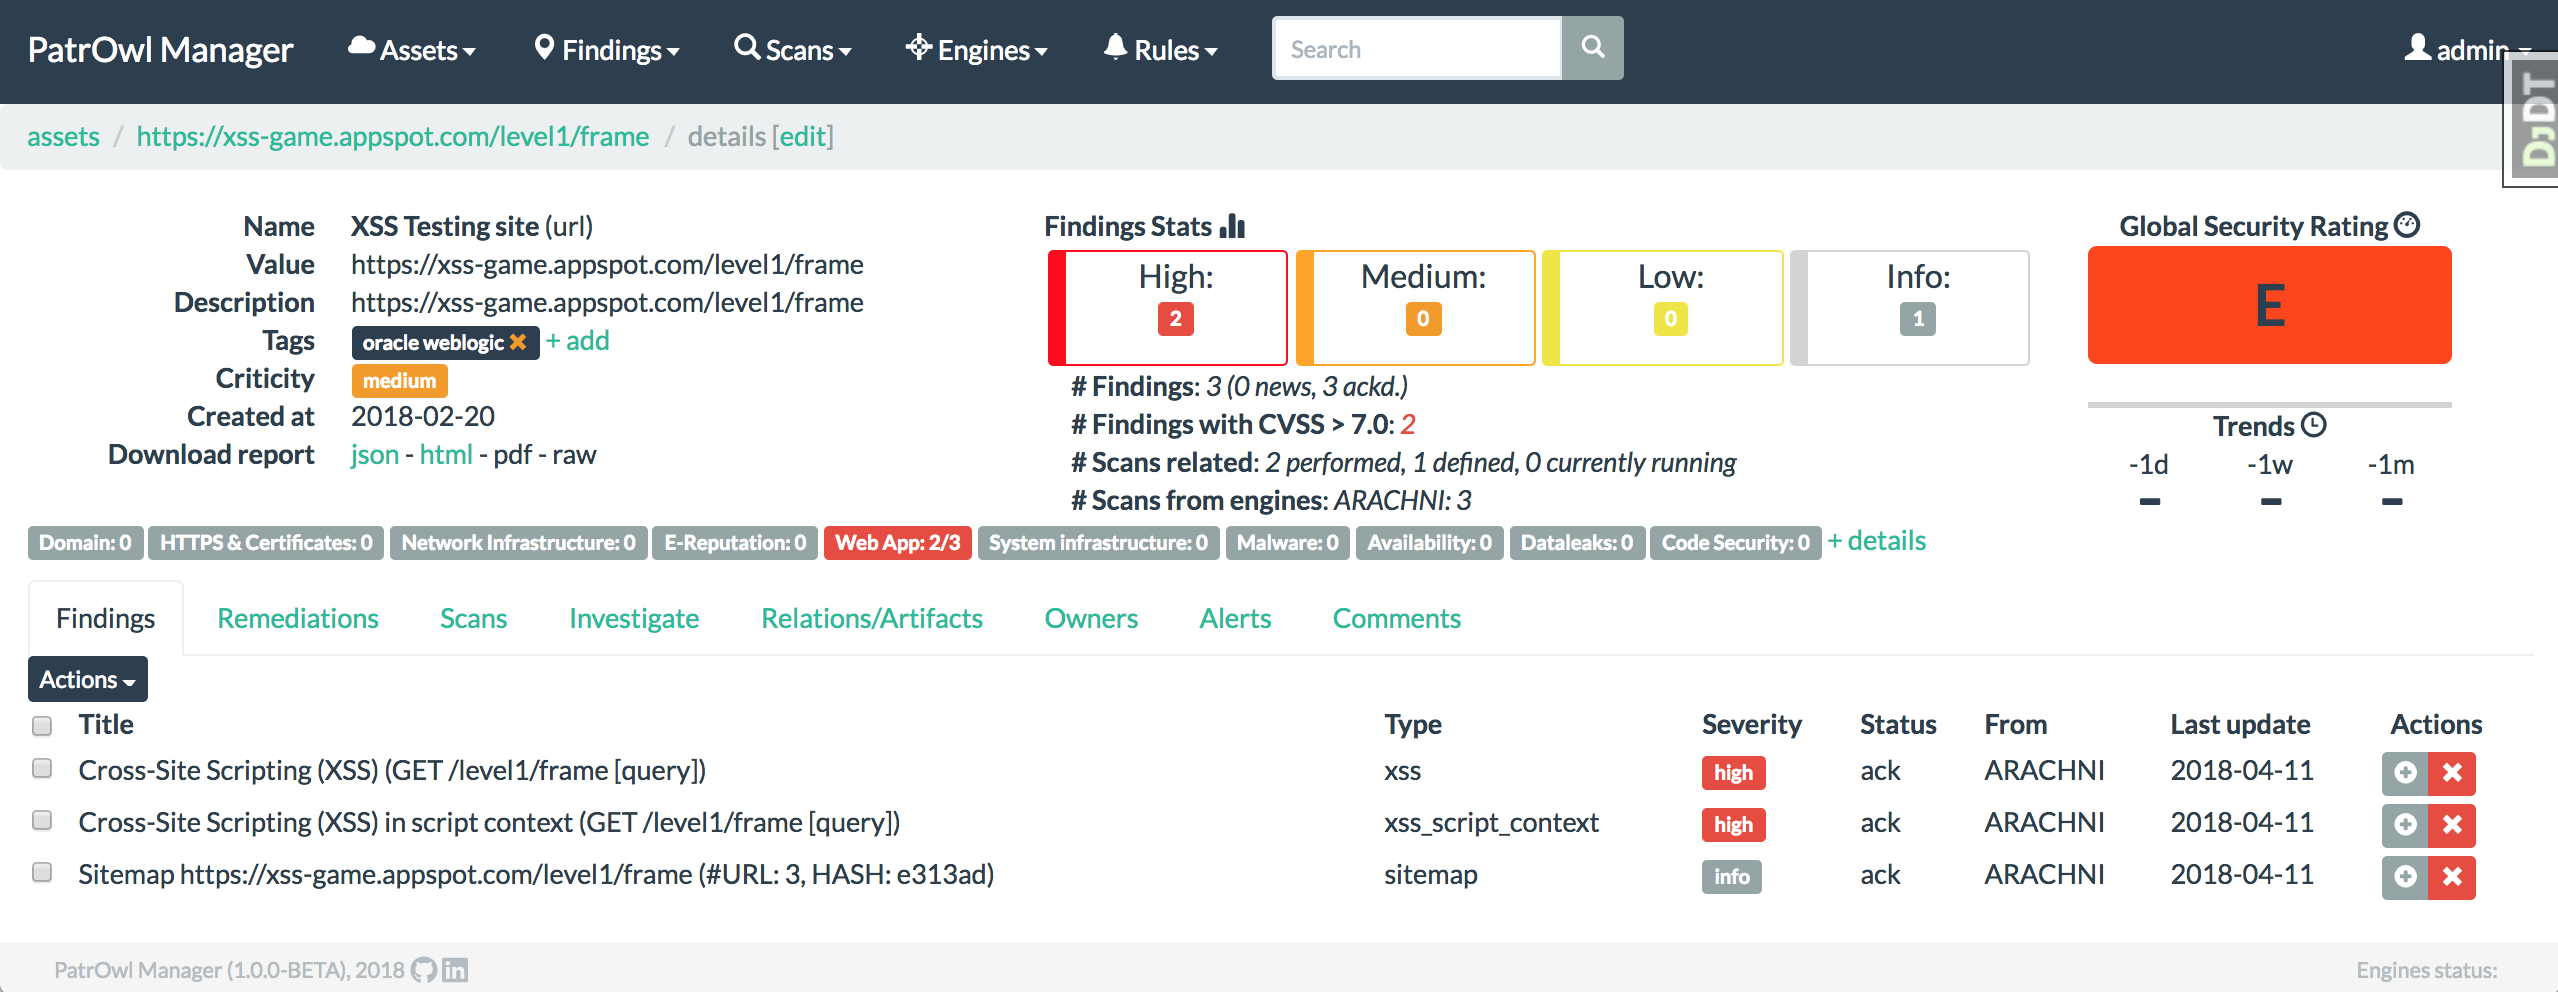 PatrOwl Manager Assets Findings Scans Engines Rules Search admin
DJDT
assets / https://xss-game.appspot.com/level1/frame / details [edit]
Name XSS Testing site (url)
Value https://xss-game.appspot.com/level1/frame
Description https://xss-game.appspot.com/level1/frame
Tags oracle weblogic + add
Criticity medium
Created at 2018-02-20
Download report json - html - pdf - raw
Findings Stats
High: Medium: Low: Info:
2 0 0 1
# Findings: 3 (0 news, 3 ackd.)
# Findings with CVSS > 7.0: 2
# Scans related: 2 performed, 1 defined, 0 currently running
# Scans from engines: ARACHNI: 3
Global Security Rating
E
Trends
-1d -1w -1m
Domain: 0 HTTPS & Certificates: 0 Network Infrastructure: 0 E-Reputation: 0 Web App: 2/3 System infrastructure: 0 Malware: 0 Availability: 0 Dataleaks: 0 Code Security: 0 + details
Findings Remediations Scans Investigate Relations/Artifacts Owners Alerts Comments
Actions
Title Type Severity Status From Last update Actions
Cross-Site Scripting (XSS) (GET /level1/frame [query]) xss high ack ARACHNI 2018-04-11
Cross-Site Scripting (XSS) in script context (GET /level1/frame [query]) xss_script_context high ack ARACHNI 2018-04-11
Sitemap https://xss-game.appspot.com/level1/frame (#URL: 3, HASH: e313ad) sitemap info ack ARACHNI 2018-04-11
PatrOwl Manager (1.0.0-BETA), 2018 Engines status: